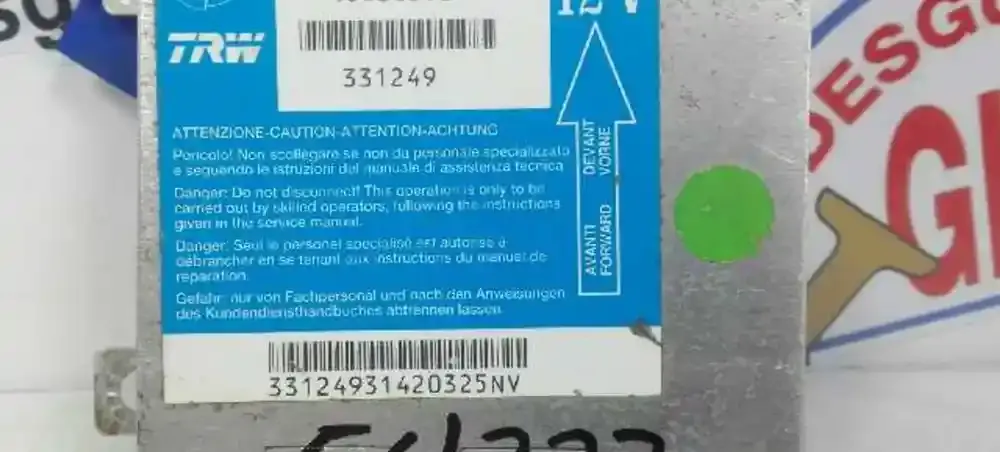 12 V
TRW
331249
ATTENZIONE-CAUTION-ATTENTION-ACHTUNG
Pericolo! Non scollegare se non da personale specializzato
e seguendo le istruzioni del manuale di assistenza tecnica
Danger: Do not disconnect! This operation is only to be
carried out by skilled operators, following the instructions
given in the service manual.
Danger: Seul le personel specialisé est autorisé à
débrancher en se tenant aux instructions du manuel de
reparation.
Gefahr: nur von Fachpersonal und nach den Anweisungen
des Kundendiensthandbuches abtrennen lassen
AVANTI DEVANT
FORWARD VORNE
33124931420325NV
DESG